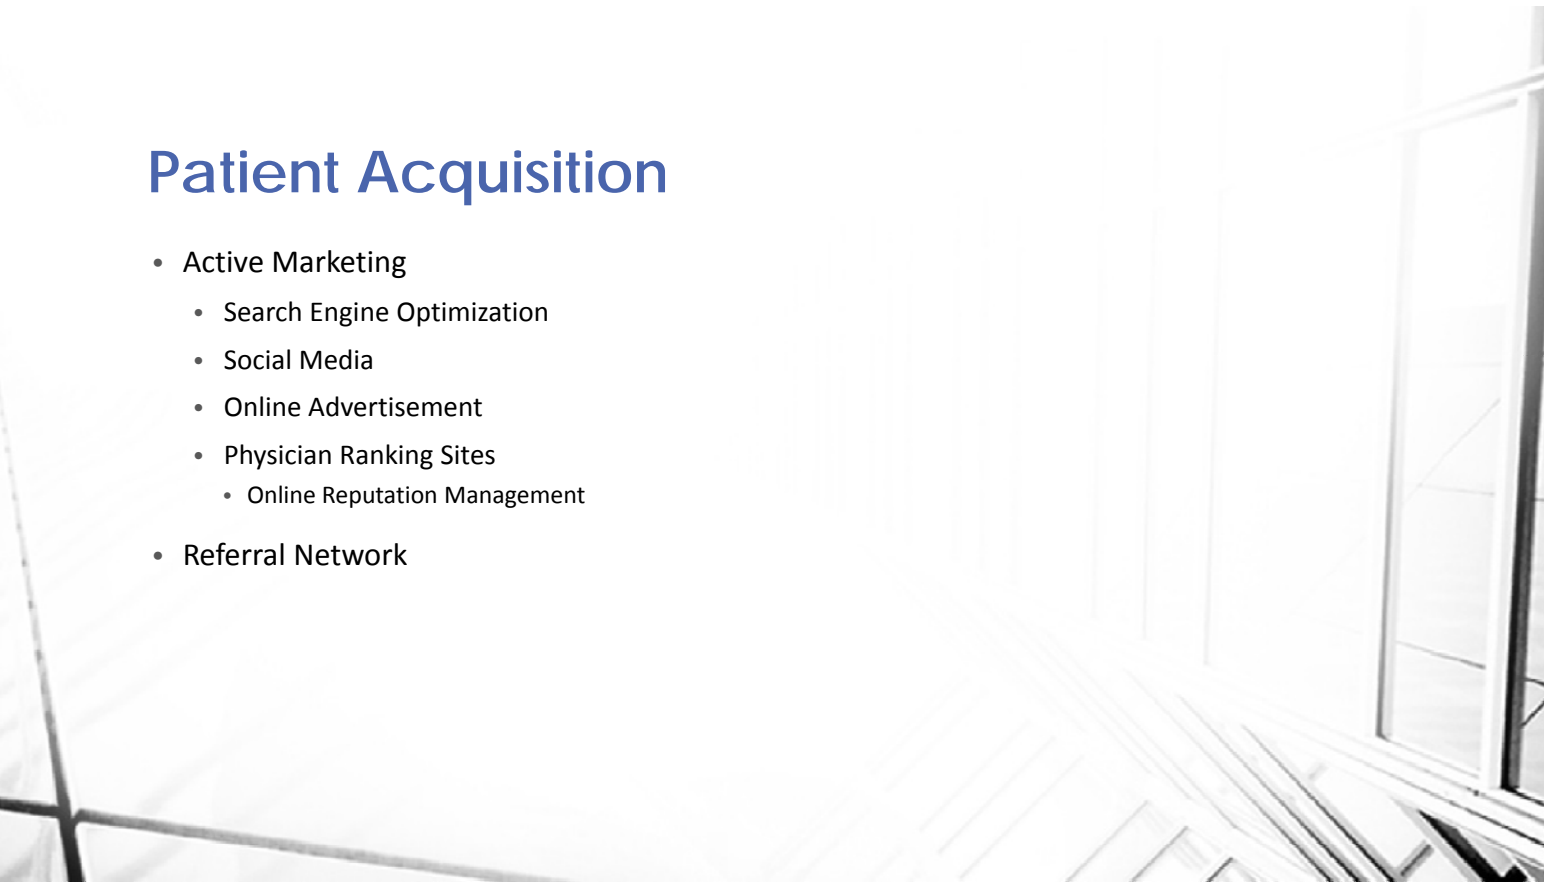 Patient Acquisition
• Active Marketing
• Search Engine Optimization
• Social Media
• Online Advertisement
• Physician Ranking Sites
• Online Reputation Management
• Referral Network